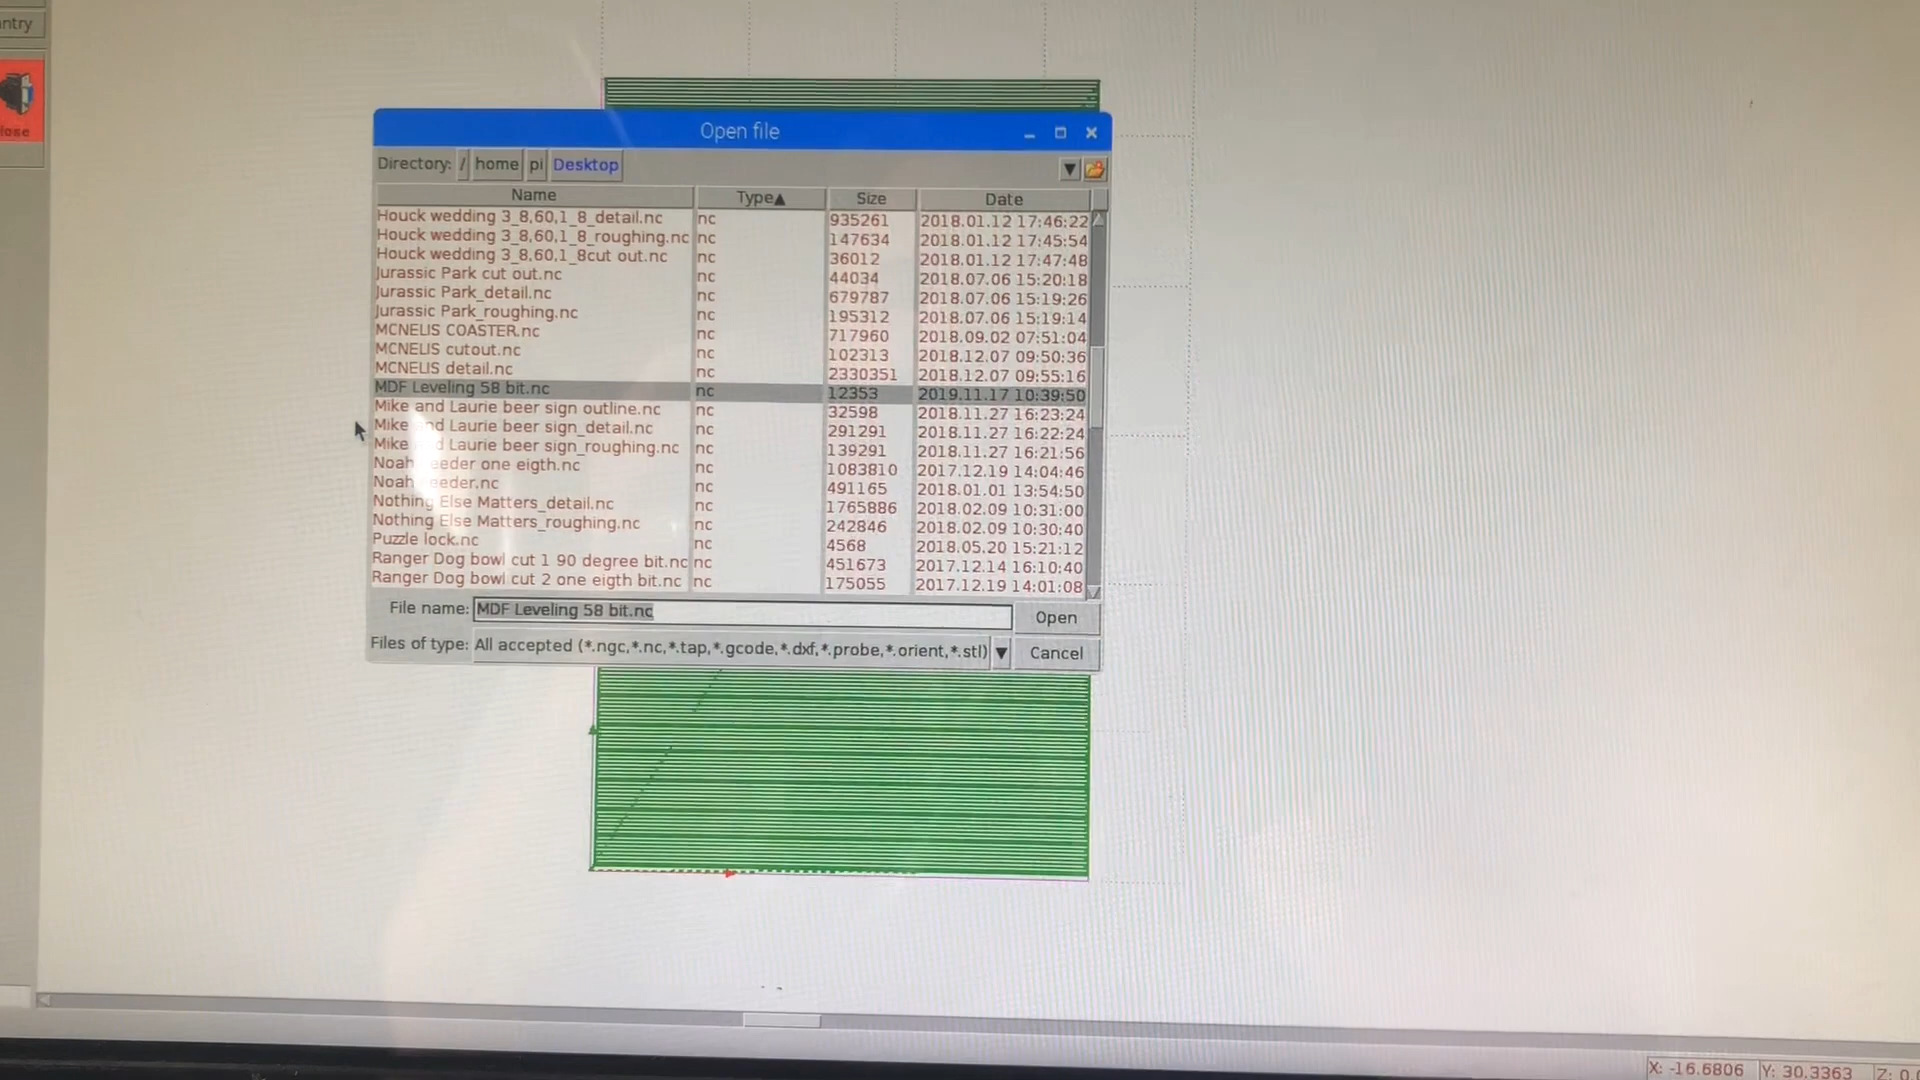 ntry
lose
Open file
Directory: / home pi Desktop
Name Type▲ Size Date
Houck wedding 3_8,60,1_8_detail.nc nc 935261 2018.01.12 17:46:22
Houck wedding 3_8,60,1_8_roughing.nc nc 147634 2018.01.12 17:45:54
Houck wedding 3_8,60,1_8cut out.nc nc 36012 2018.01.12 17:47:48
Jurassic Park cut out.nc nc 44034 2018.07.06 15:20:18
Jurassic Park_detail.nc nc 679787 2018.07.06 15:19:26
Jurassic Park_roughing.nc nc 195312 2018.07.06 15:19:14
MCNELIS COASTER.nc nc 717960 2018.09.02 07:51:04
MCNELIS cutout.nc nc 102313 2018.12.07 09:50:36
MCNELIS detail.nc nc 2330351 2018.12.07 09:55:16
MDF Leveling 58 bit.nc nc 12353 2019.11.17 10:39:50
Mike and Laurie beer sign outline.nc nc 32598 2018.11.27 16:23:24
Mike and Laurie beer sign_detail.nc nc 291291 2018.11.27 16:22:24
Mike and Laurie beer sign_roughing.nc nc 139291 2018.11.27 16:21:56
Noah eeder one eigth.nc nc 1083810 2017.12.19 14:04:46
Noah eeder.nc nc 491165 2018.01.01 13:54:50
Nothing Else Matters_detail.nc nc 1765886 2018.02.09 10:31:00
Nothing Else Matters_roughing.nc nc 242846 2018.02.09 10:30:40
Puzzle lock.nc nc 4568 2018.05.20 15:21:12
Ranger Dog bowl cut 1 90 degree bit.nc nc 451673 2017.12.14 16:10:40
Ranger Dog bowl cut 2 one eigth bit.nc nc 175055 2017.12.19 14:01:08
File name: MDF Leveling 58 bit.nc Open
Files of type: All accepted (*.ngc,*.nc,*.tap,*.gcode,*.dxf,*.probe,*.orient,*.stl) Cancel
X: -16.6806 Y: 30.3363 Z: 0.0